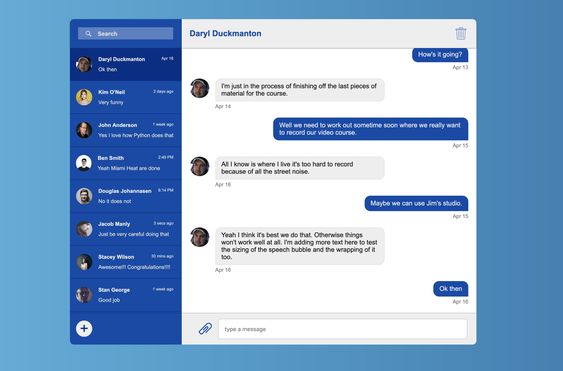 Search
Daryl Duckmanton
Apr 16
Ok then
Kim O'Neil
2 days ago
Very funny
John Anderson
1 week ago
Yes I love how Python does that
Ben Smith
2:49 PM
Yeah Miami Heat are done
Douglas Johannasen
6:14 PM
No it does not
Jacob Manly
3 secs ago
Just be very careful doing that
Stacey Wilson
30 mins ago
Awesome!!! Congratulations!!!!
Stan George
1 week ago
Good job
Daryl Duckmanton
How's it going?
Apr 13
I'm just in the process of finishing off the last pieces of
material for the course.
Apr 14
Well we need to work out sometime soon where we really want
to record our video course.
Apr 15
All I know is where I live it's too hard to record
because of all the street noise.
Apr 16
Maybe we can use Jim's studio.
Apr 15
Yeah I think it's best we do that. Otherwise things
won't work well at all. I'm adding more text here to test
the sizing of the speech bubble and the wrapping of it
too.
Apr 16
Ok then
Apr 16
type a message